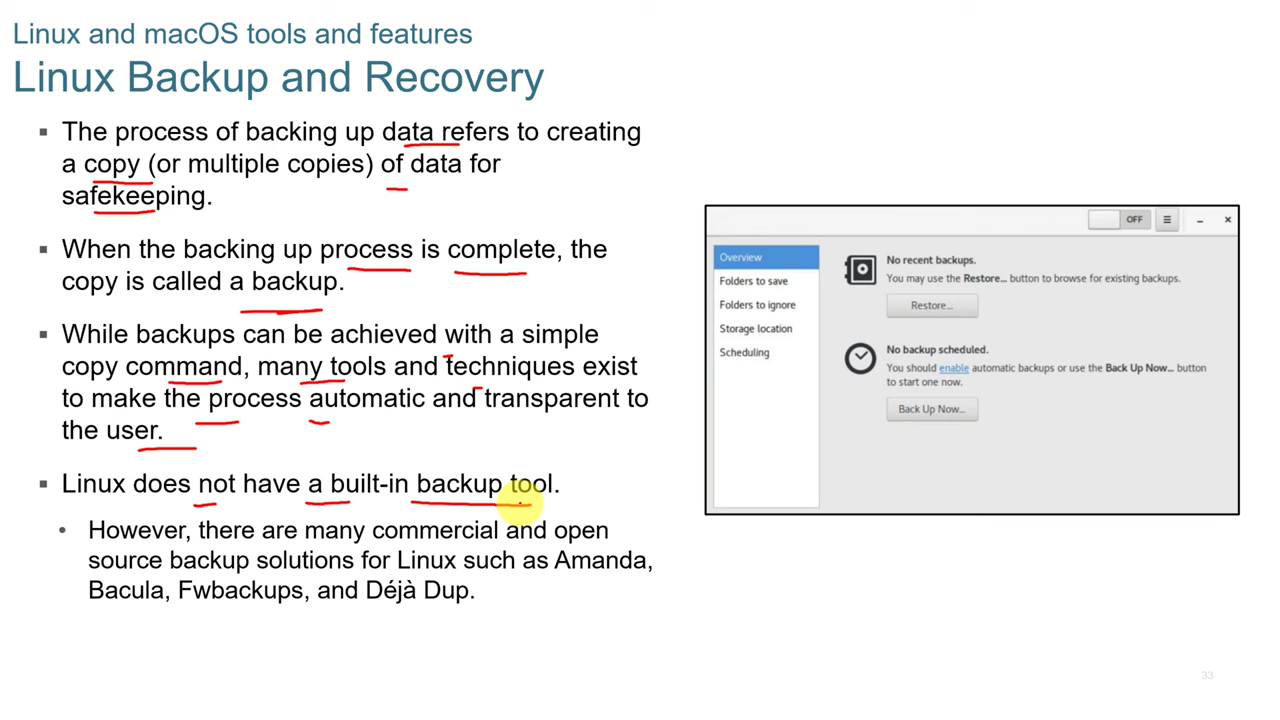 Linux and macOS tools and features
Linux Backup and Recovery
▪ The process of backing up data refers to creating
a copy (or multiple copies) of data for
safekeeping.
▪ When the backing up process is complete, the
copy is called a backup.
▪ While backups can be achieved with a simple
copy command, many tools and techniques exist
to make the process automatic and transparent to
the user.
▪ Linux does not have a built-in backup tool.
• However, there are many commercial and open
source backup solutions for Linux such as Amanda,
Bacula, Fwbackups, and Déjà Dup.
OFF
Overview
Folders to save
Folders to ignore
Storage location
Scheduling
No recent backups.
You may use the Restore... button to browse for existing backups.
Restore...
No backup scheduled.
You should enable automatic backups or use the Back Up Now... button
to start one now.
Back Up Now...
33